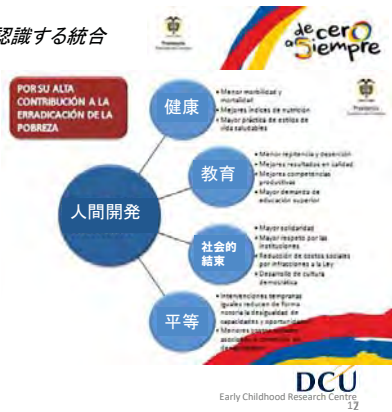 認識する統合
de cero
a Siempre
POR SU ALTA
CONTRIBUCIÓN A LA
ERRADICACIÓN DE LA
POBREZA
人間開発
健康
• Menor morbilidad y
mortalidad
• Mejores índices de nutrición
• Mayor práctica de estilos de
vida saludables
教育
• Menor repitencia y deserción
• Mejores resultados en calidad
• Mejores competencias
productivas
• Mayor demanda de
educación superior
社会的
結束
• Mayor solidaridad
• Mayor respeto por las
instituciones
• Reducción de costos sociales
por infracciones a la Ley
• Desarrollo de cultura
democrática
平等
• Intervenciones tempranas
iguales reducen de forma
notoria la desigualdad de
capacidades y oportunidades
• Menores
DCU
Early Childhood Research Centre